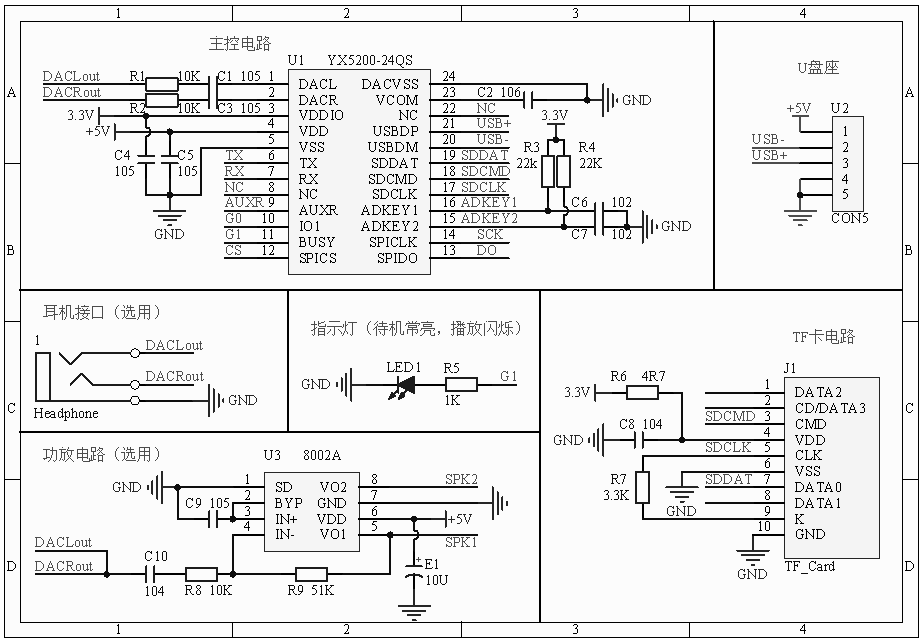 1 2 3 4
A
主控电路
U1 YX5200-24QS
DACLout R1 10K C1 105 1 DACL DACVSS 24
DACRout 2 DACR VCOM 23 C2 106 GND
R2 10K C3 105
3.3V 3 VDDIO NC 22 NC
+5V 4 VDD USBDP 21 USB+
5 VSS USBDM 20 USB-
TX 6 TX SDDAT 19 SDDAT
RX 7 RX SDCMD 18 SDCMD
NC 8 NC SDCLK 17 SDCLK
AUXR 9 AUXR ADKEY1 16 ADKEY1
G0 10 IO1 ADKEY2 15 ADKEY2
G1 11 BUSY SPICLK 14 SCK
CS 12 SPICS SPIDO 13 DO
C4 105
C5 105
GND
3.3V
R3 22k
R4 22K
C6 102
C7 102
GND
U盘座
+5V U2
1
USB- 2
USB+ 3
4
5
CON5
A
B
B
耳机接口（选用）
1
DACLout
DACRout
GND
Headphone
指示灯（待机常亮，播放闪烁）
GND LED1 R5 1K G1
TF卡电路
J1
3.3V R6 4R7
1 DATA2
2 CD/DATA3
SDCMD 3 CMD
GND C8 104 4 VDD
SDCLK 5 CLK
6 VSS
SDDAT 7 DATA0
8 DATA1
9 K
10 GND
R7 3.3K
GND
GND
TF_Card
C
C
功放电路（选用）
U3 8002A
GND 1 SD VO2 8 SPK2
C9 105 2 BYP GND 7
3 IN+ VDD 6 +5V
4 IN- VO1 5 SPK1
DACLout
DACRout C10 104 R8 10K R9 51K
+ E1 10U
D
D
1 2 3 4